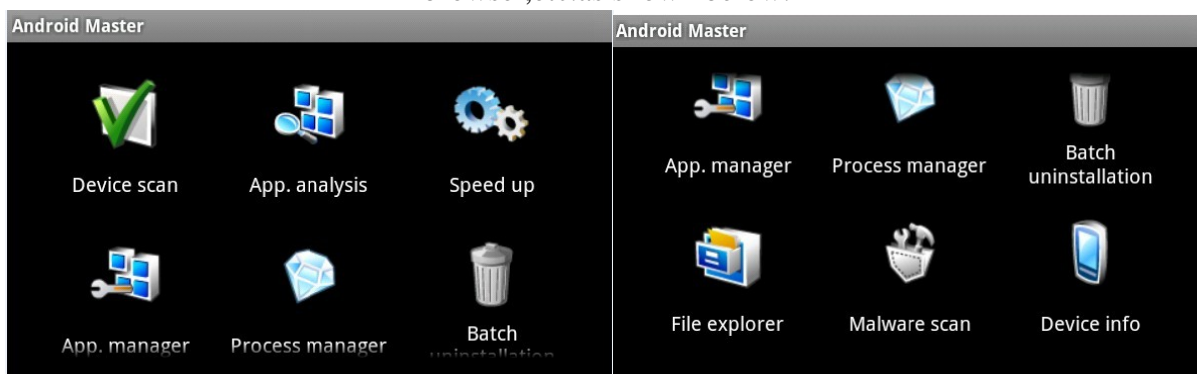 Android Master
Device scan
App. analysis
Speed up
App. manager
Process manager
Batch
uninstallation
Android Master
App. manager
Process manager
Batch
uninstallation
File explorer
Malware scan
Device info